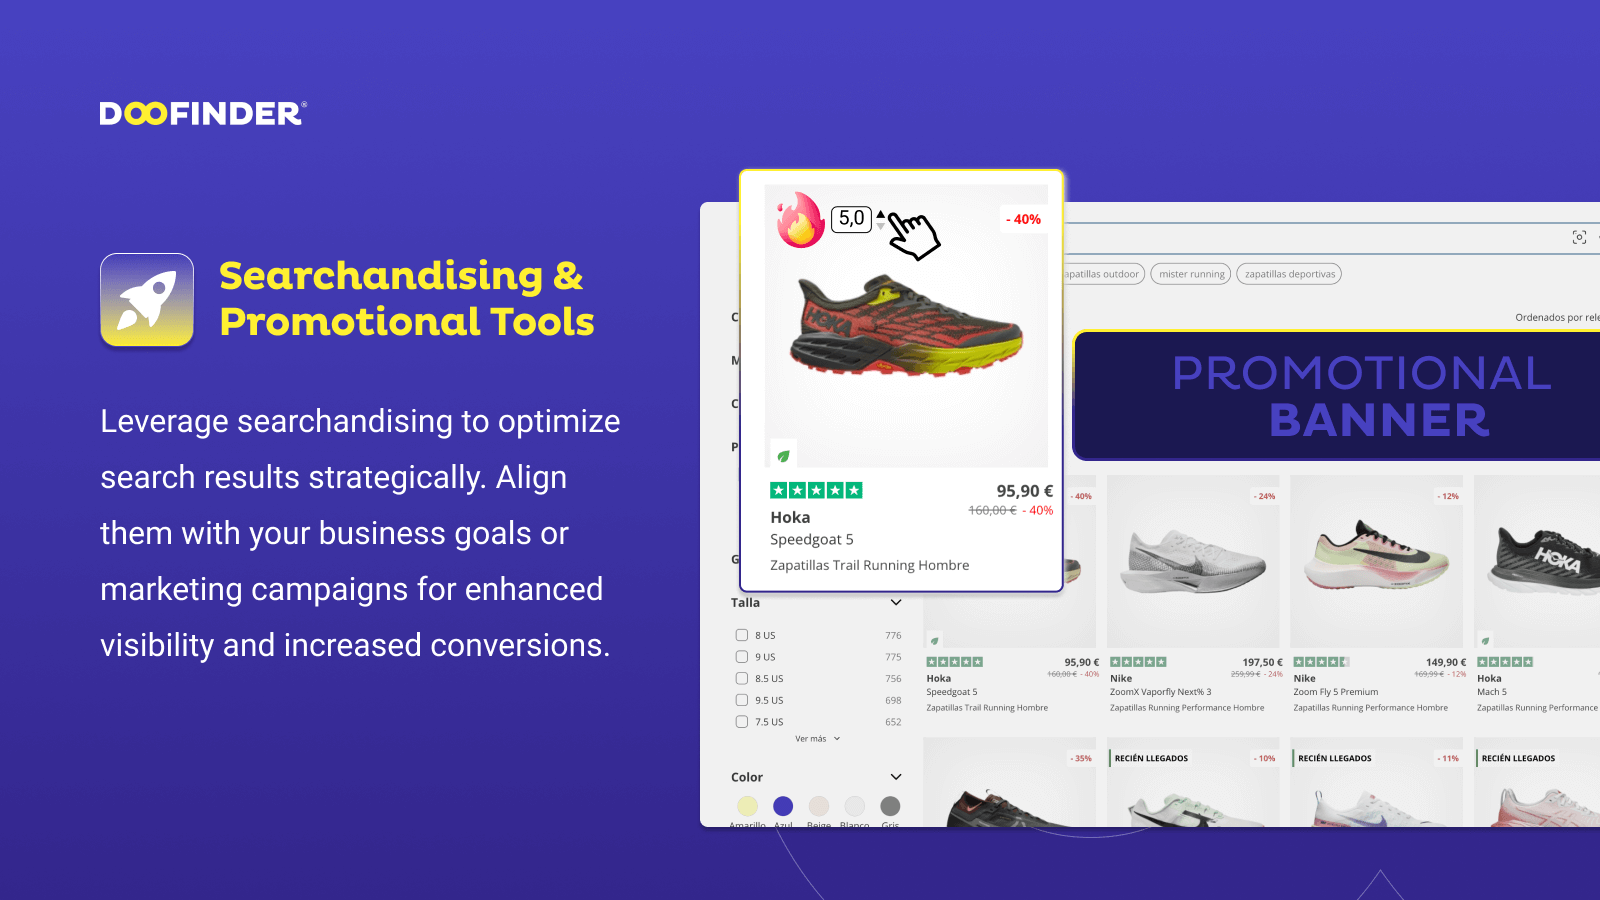 DOOFINDER®
Searchandising &
Promotional Tools
Leverage searchandising to optimize
search results strategically. Align
them with your business goals or
marketing campaigns for enhanced
visibility and increased conversions.
5,0
- 40%
95,90 €
160,00 € - 40%
Hoka
Speedgoat 5
Zapatillas Trail Running Hombre
apatillas outdoor
mister running
zapatillas deportivas
Ordenados por rele
PROMOTIONAL
BANNER
C
M
C
P
G
Talla
8 US 776
9 US 775
8.5 US 756
9.5 US 698
7.5 US 652
Ver más
Color
Amarillo Azul Beige Blanco Gris
- 40%
95,90 €
160,00 € - 40%
Hoka
Speedgoat 5
Zapatillas Trail Running Hombre
- 24%
197,50 €
259,99 € - 24%
Nike
ZoomX Vaporfly Next% 3
Zapatillas Running Performance Hombre
- 12%
149,90 €
169,99 € - 12%
Nike
Zoom Fly 5 Premium
Zapatillas Running Performance Hombre
HOKA
Hoka
Mach 5
Zapatillas Running Performance
- 35%
RECIÉN LLEGADOS
- 10%
RECIÉN LLEGADOS
- 11%
RECIÉN LLEGADOS